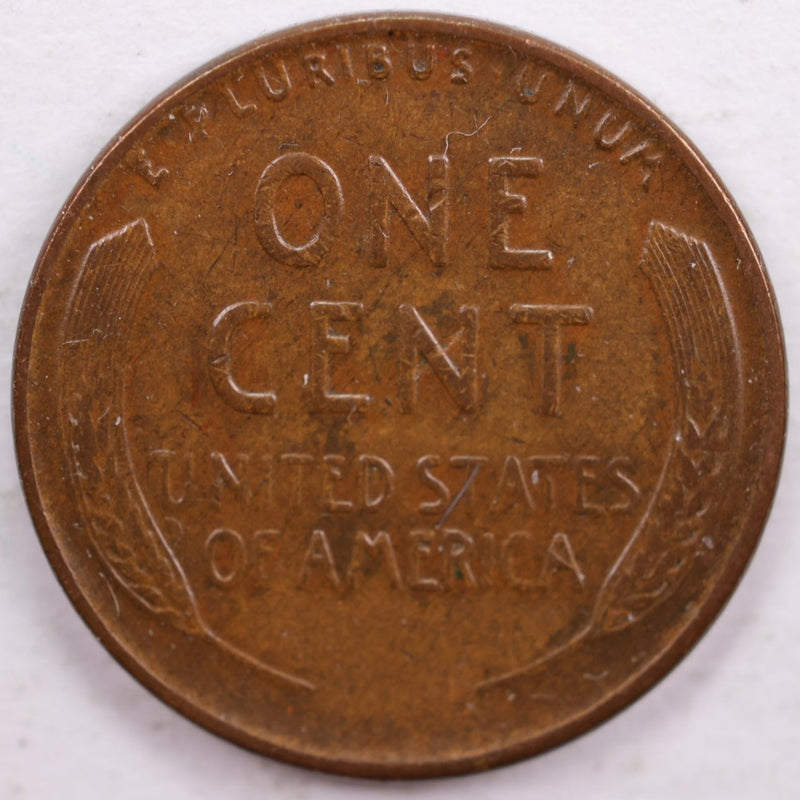 E PLURIBUS UNUM
ONE
CENT
UNITED STATES
OF AMERICA